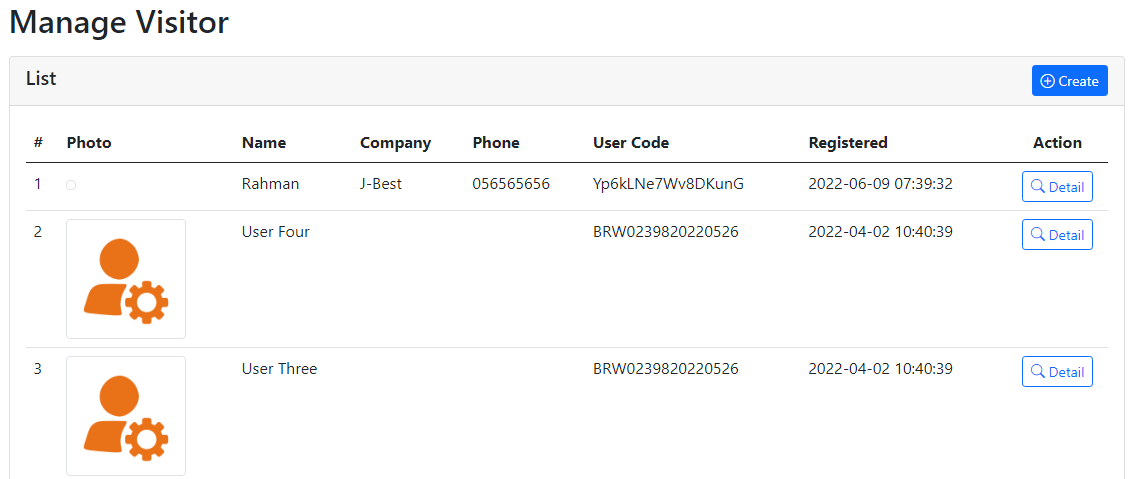 Manage Visitor
List
Create
# Photo Name Company Phone User Code Registered Action
1 Rahman J-Best 056565656 Yp6kLNe7Wv8DKunG 2022-06-09 07:39:32 Detail
2 User Four BRW0239820220526 2022-04-02 10:40:39 Detail
3 User Three BRW0239820220526 2022-04-02 10:40:39 Detail